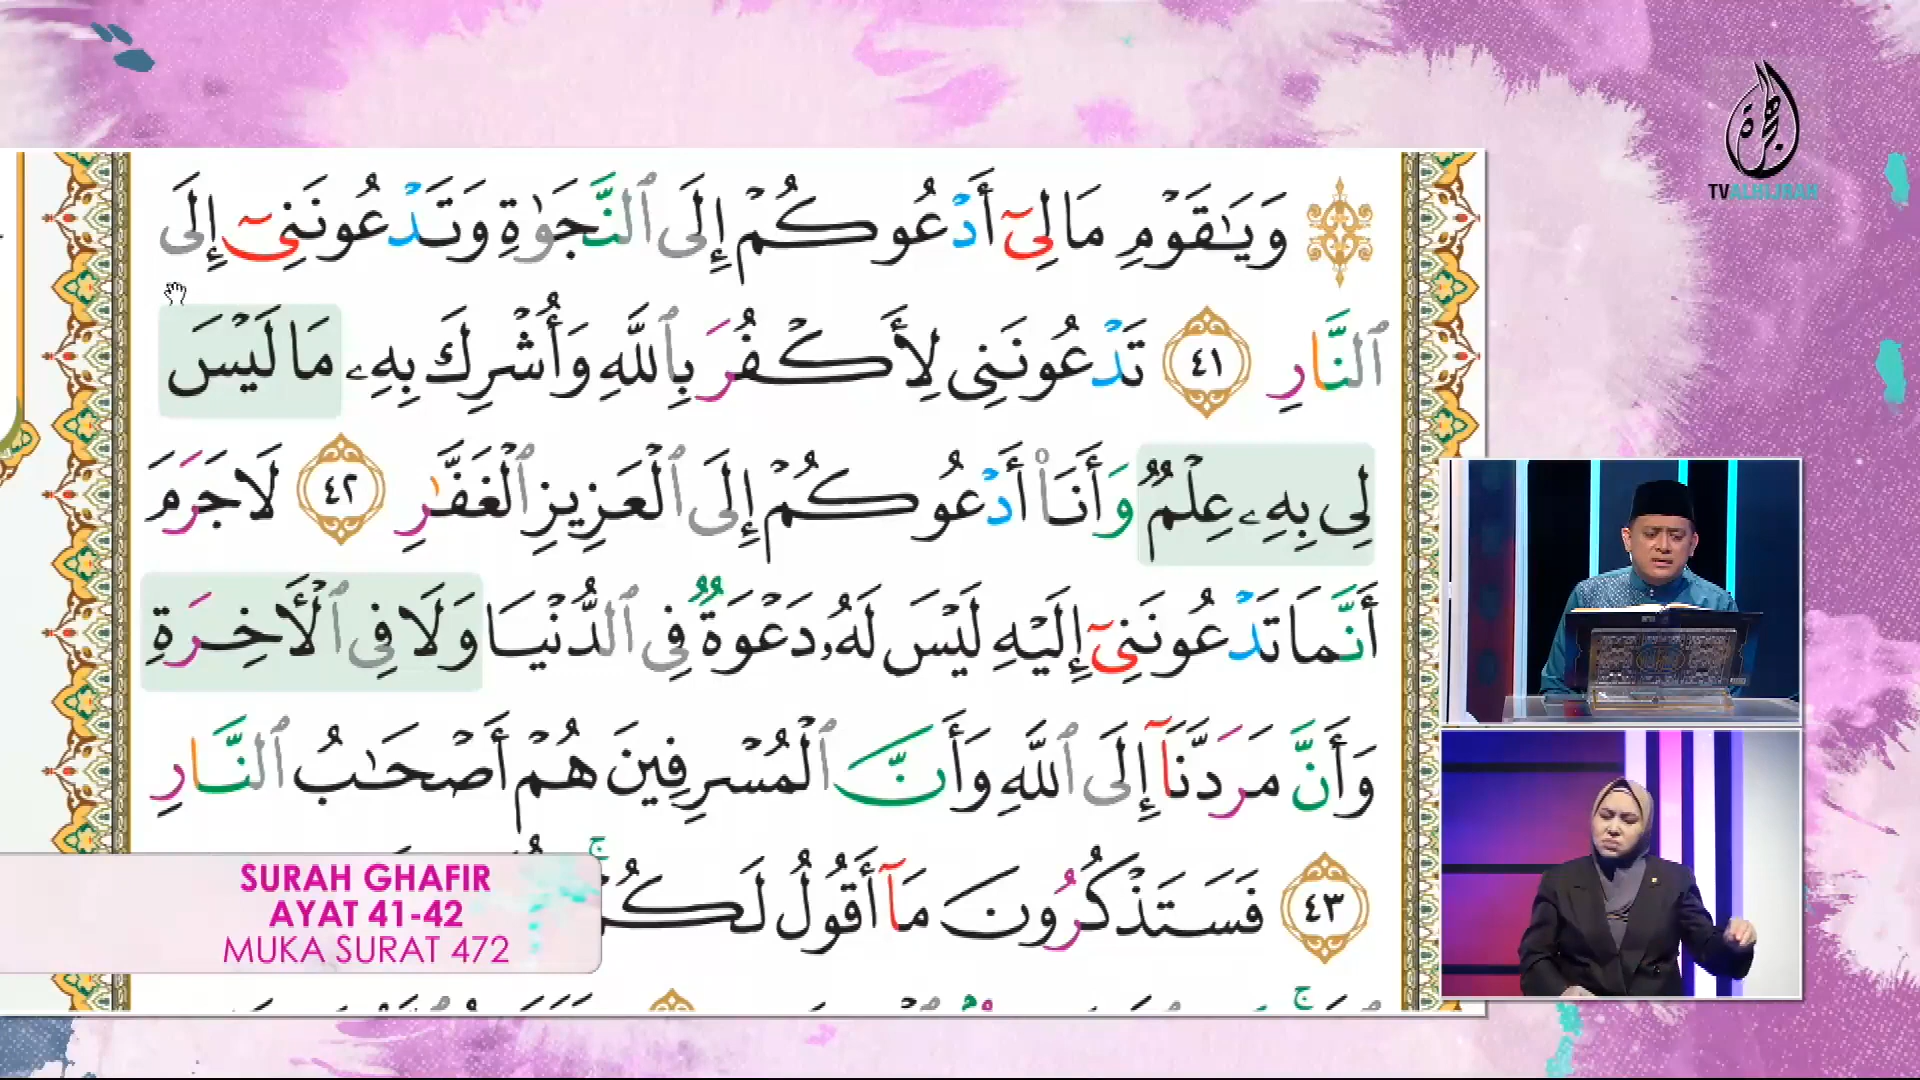 وَيَـٰقَوْمِ مَا لِىٓ أَدْعُوكُمْ إِلَى ٱلنَّجَوٰةِ وَتَدْعُونَنِىٓ إِلَى
ٱلنَّارِ ٤١ تَدْعُونَنِى لِأَكْفُرَ بِٱللَّهِ وَأُشْرِكَ بِهِۦ مَا لَيْسَ
لِى بِهِۦ عِلْمٌ وَأَنَا۠ أَدْعُوكُمْ إِلَى ٱلْعَزِيزِ ٱلْغَفَّـٰرِ ٤٢ لَا جَرَمَ
أَنَّمَا تَدْعُونَنِىٓ إِلَيْهِ لَيْسَ لَهُۥ دَعْوَةٌ فِى ٱلدُّنْيَا وَلَا فِى ٱلْأَخِرَةِ
وَأَنَّ مَرَدَّنَآ إِلَى ٱللَّهِ وَأَنَّ ٱلْمُسْرِفِينَ هُمْ أَصْحَـٰبُ ٱلنَّارِ
٤٣ فَسَتَذْكُرُونَ مَآ أَقُولُ لَكُمْ ۚ
SURAH GHAFIR
AYAT 41-42
MUKA SURAT 472
الهجرة
TVALHIJRAH